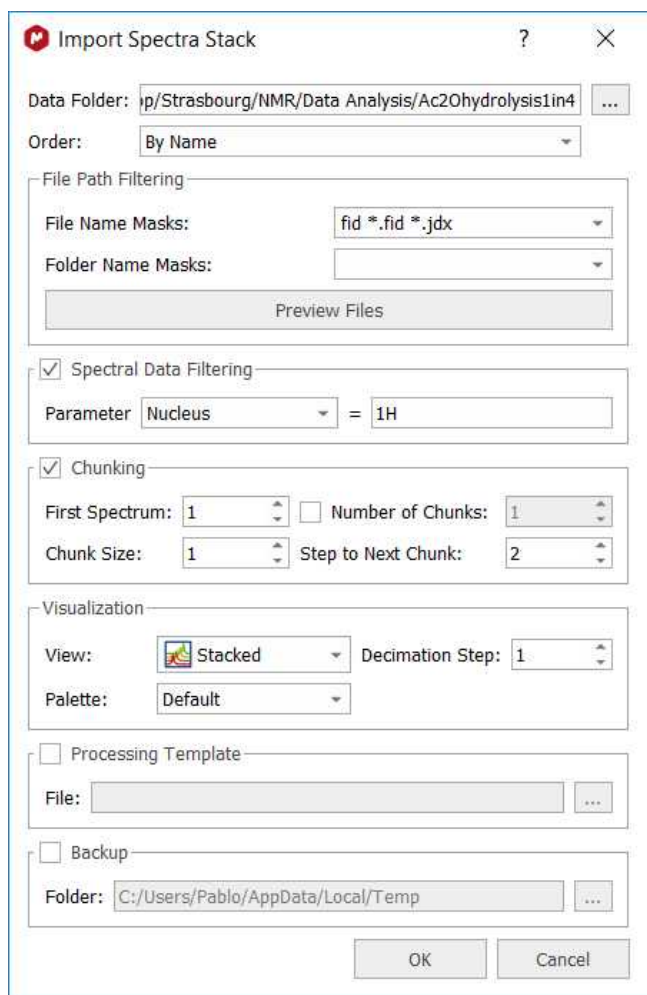 Import Spectra Stack ? ×
Data Folder: op/Strasbourg/NMR/Data Analysis/Ac2Ohydrolysis1in4 ...
Order: By Name
File Path Filtering
File Name Masks: fid *.fid *.jdx
Folder Name Masks:
Preview Files
Spectral Data Filtering
Parameter Nucleus = 1H
Chunking
First Spectrum: 1 Number of Chunks: 1
Chunk Size: 1 Step to Next Chunk: 2
Visualization
View: Stacked Decimation Step: 1
Palette: Default
Processing Template
File: ...
Backup
Folder: C:/Users/Pablo/AppData/Local/Temp ...
OK Cancel